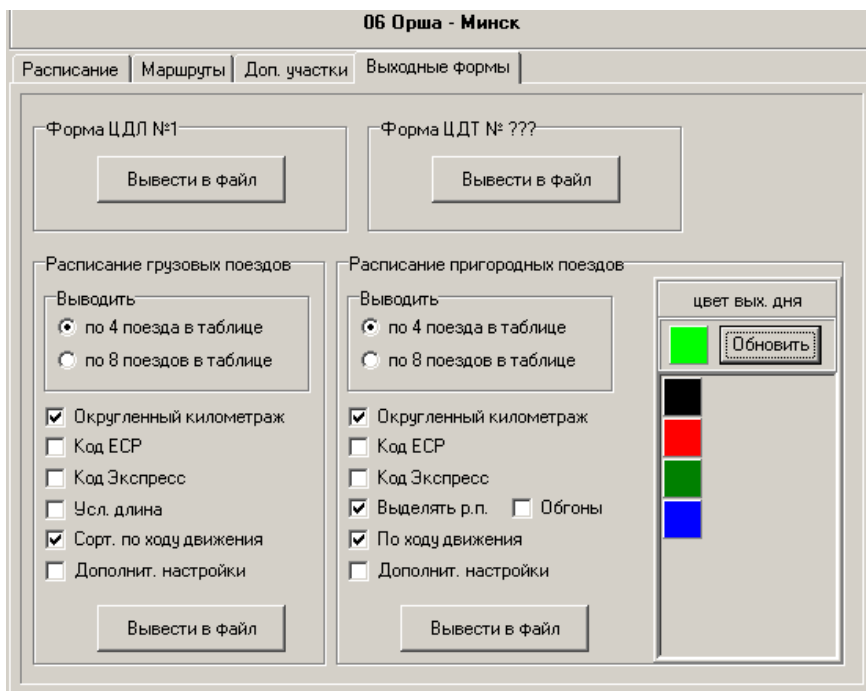 06 Орша - Минск
Расписание
Маршруты
Доп. участки
Выходные формы
Форма ЦДЛ №1
Вывести в файл
Форма ЦДТ № ???
Вывести в файл
Расписание грузовых поездов
Выводить
по 4 поезда в таблице
по 8 поездов в таблице
Округленный километраж
Код ЕСР
Код Экспресс
Усл. длина
Сорт. по ходу движения
Дополнит. настройки
Вывести в файл
Расписание пригородных поездов
Выводить
по 4 поезда в таблице
по 8 поездов в таблице
Округленный километраж
Код ЕСР
Код Экспресс
Выделять р.п.
Обгоны
По ходу движения
Дополнит. настройки
Вывести в файл
цвет вых. дня
Обновить